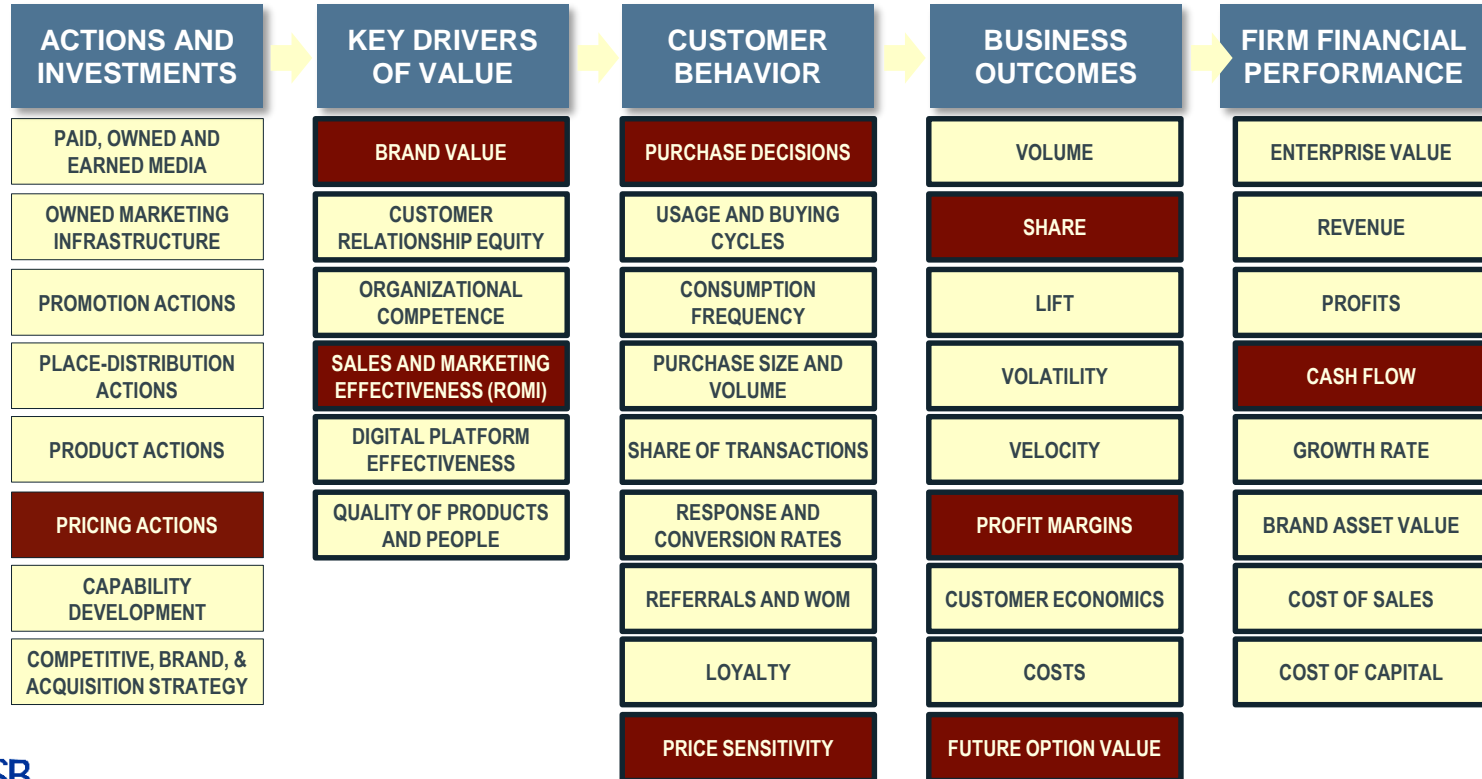 ACTIONS AND
INVESTMENTS
KEY DRIVERS
OF VALUE
CUSTOMER
BEHAVIOR
BUSINESS
OUTCOMES
FIRM FINANCIAL
PERFORMANCE
PAID, OWNED AND
EARNED MEDIA
OWNED MARKETING
INFRASTRUCTURE
PROMOTION ACTIONS
PLACE-DISTRIBUTION
ACTIONS
PRODUCT ACTIONS
PRICING ACTIONS
CAPABILITY
DEVELOPMENT
COMPETITIVE, BRAND, &
ACQUISITION STRATEGY
BRAND VALUE
CUSTOMER
RELATIONSHIP EQUITY
ORGANIZATIONAL
COMPETENCE
SALES AND MARKETING
EFFECTIVENESS (ROMI)
DIGITAL PLATFORM
EFFECTIVENESS
QUALITY OF PRODUCTS
AND PEOPLE
PURCHASE DECISIONS
USAGE AND BUYING
CYCLES
CONSUMPTION
FREQUENCY
PURCHASE SIZE AND
VOLUME
SHARE OF TRANSACTIONS
RESPONSE AND
CONVERSION RATES
REFERRALS AND WOM
LOYALTY
PRICE SENSITIVITY
VOLUME
SHARE
LIFT
VOLATILITY
VELOCITY
PROFIT MARGINS
CUSTOMER ECONOMICS
COSTS
FUTURE OPTION VALUE
ENTERPRISE VALUE
REVENUE
PROFITS
CASH FLOW
GROWTH RATE
BRAND ASSET VALUE
COST OF SALES
COST OF CAPITAL